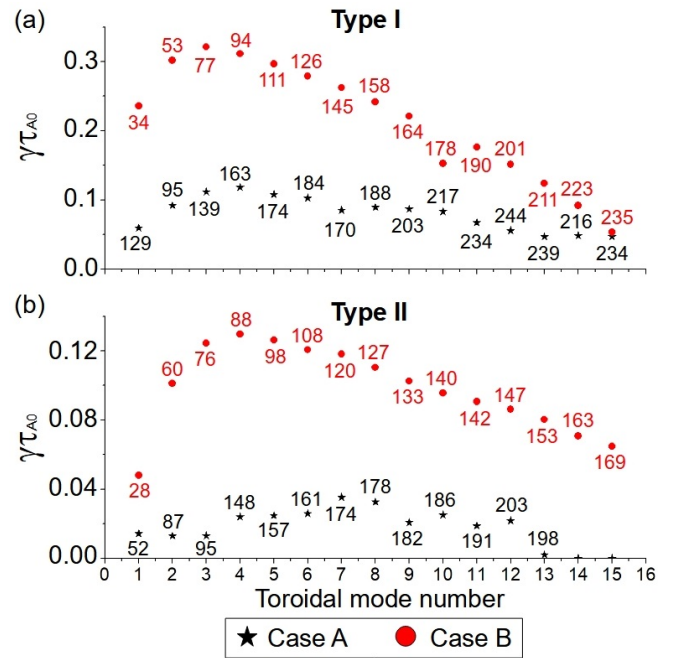 (a) Type I
γτA0
0.3
0.2
0.1
0.0
34 53 77 94 111 126 145 158 164 178 190 201 211 223 235
129 95 139 163 174 184 170 188 203 217 234 244 239 216 234
(b) Type II
γτA0
0.12
0.08
0.04
0.00
28 60 76 88 98 108 120 127 133 140 142 147 153 163 169
52 87 95 148 157 161 174 178 182 186 191 203 198
0 1 2 3 4 5 6 7 8 9 10 11 12 13 14 15 16
Toroidal mode number
Case A Case B